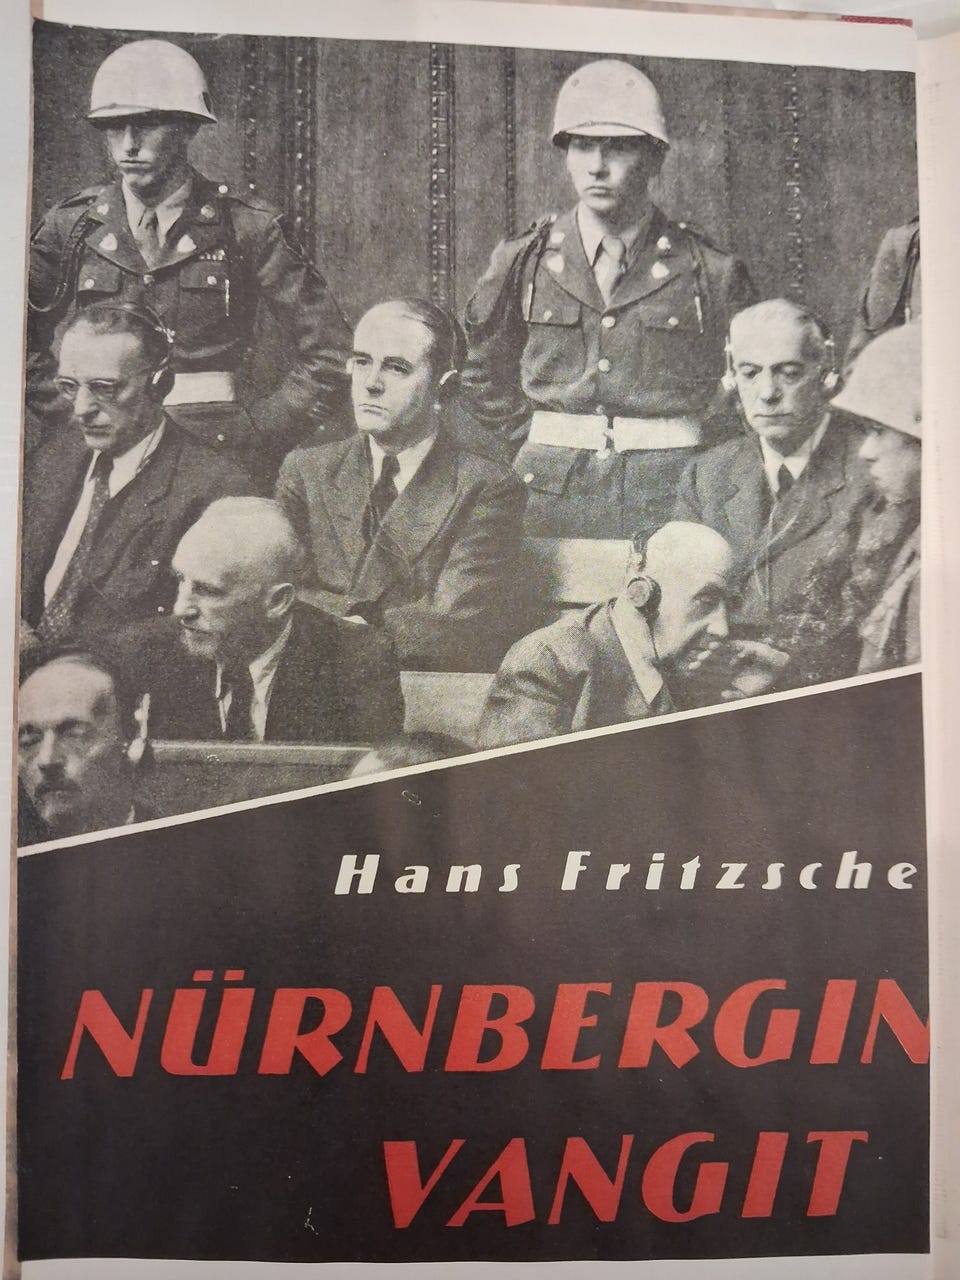 Hans Fritzsche
NÜRNBERGIN
VANGIT